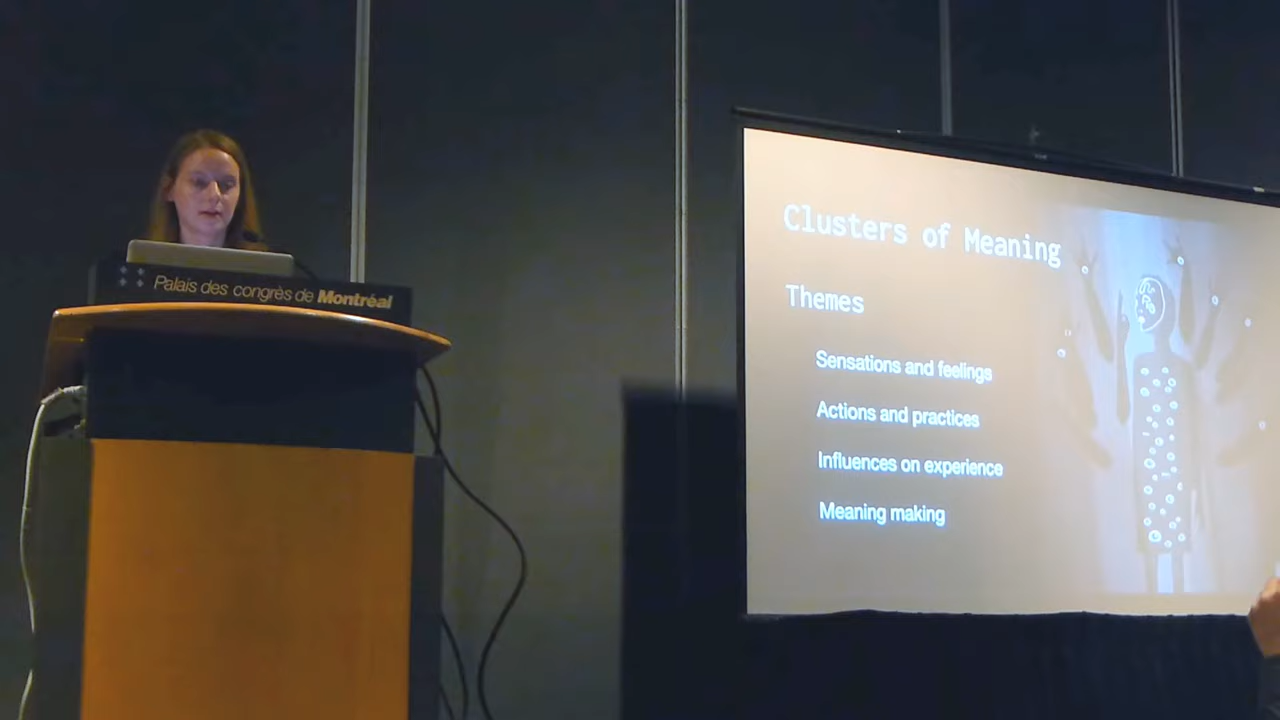 Palais des congrès de Montréal
Clusters of Meaning
Themes
Sensations and feelings
Actions and practices
Influences on experience
Meaning making